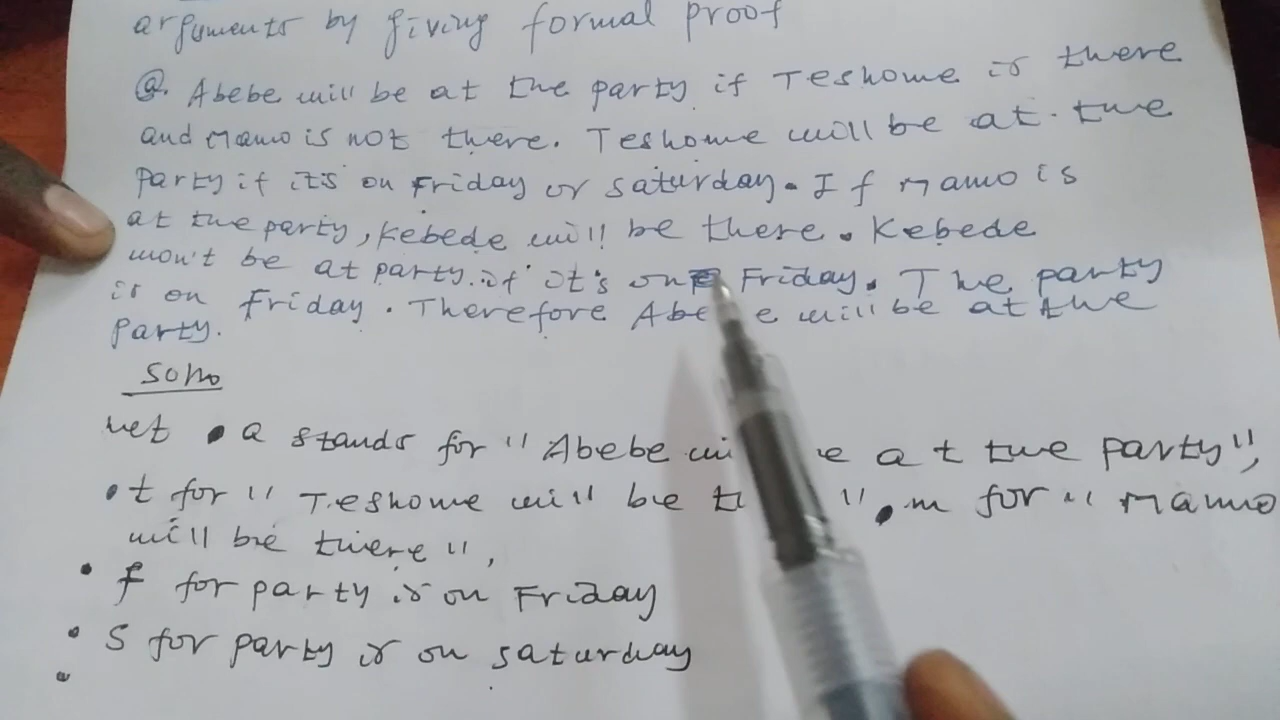 arguments by giving formal proof
@. Abebe will be at the party if Teshome is there
and Mamo is not there. Teshome will be at the
party if it's on Friday or Saturday. If Mamo is
at the party, Kebede will be there. Kebede
won't be at party if it's on Friday. The party
is on Friday. Therefore will be at the
party.
Soln
Let a stands for "Abebe at the party",
t for "Teshome will be ", m for "Mamo
will be there",
f for party is on Friday
S for party is on Saturday